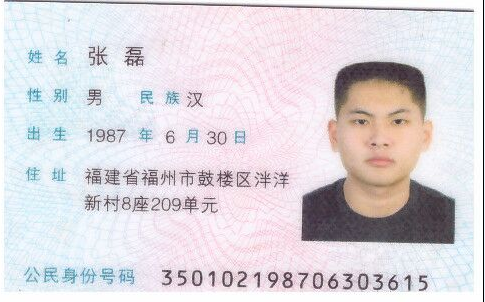 姓名 张磊
性别 男 民族 汉
出生 1987 年 6 月 30 日
住址 福建省福州市鼓楼区泮洋
新村8座209单元
公民身份号码 350102198706303615